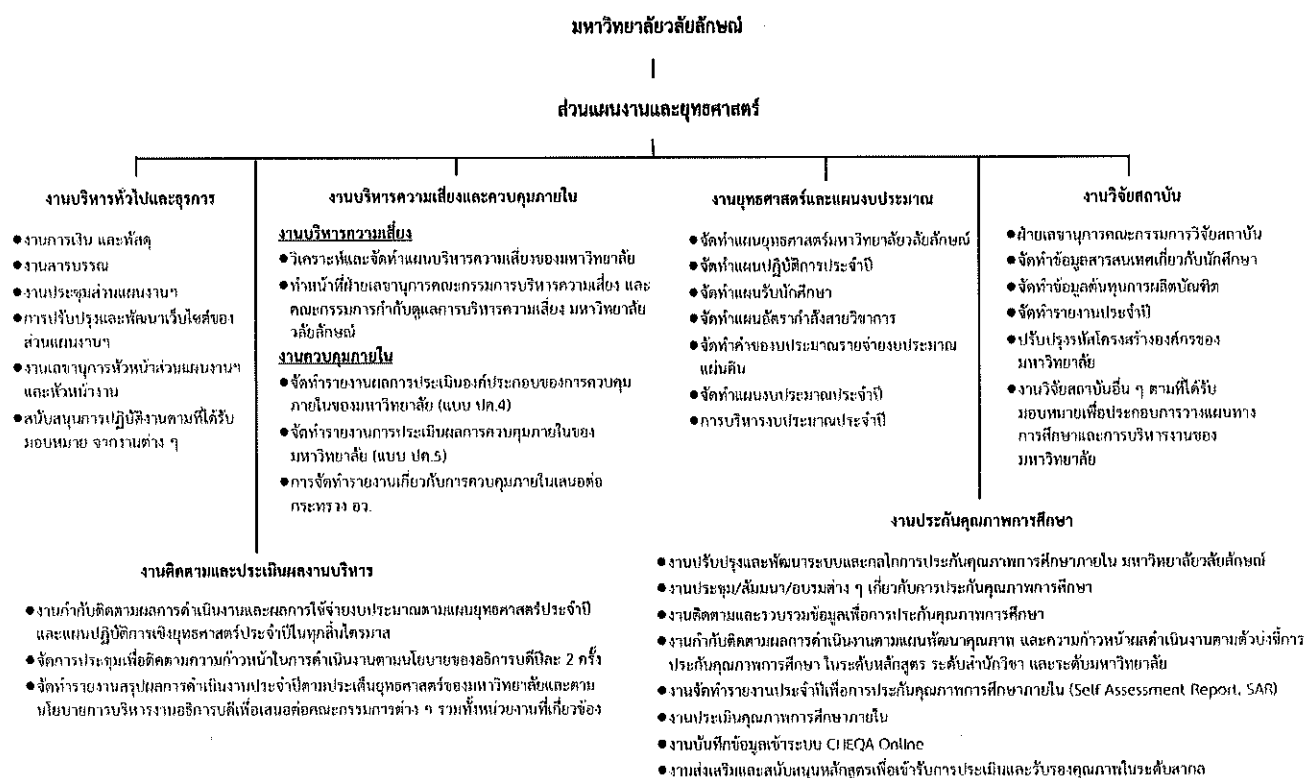 มหาวิทยาลัยวลัยลักษณ์
ส่วนแผนงานและยุทธศาสตร์
งานบริหารทั่วไปและธุรการ
●งานการเงิน และพัสดุ
●งานสารบรรณ
●งานประชุมส่วนแผนงานฯ
●การปรับปรุงและพัฒนาเว็บไซต์ของ
ส่วนแผนงานฯ
●งานเลขานุการหัวหน้าส่วนแผนงานฯ
และหัวหน้างาน
●สนับสนุนการปฏิบัติงานตามที่ได้รับ
มอบหมาย จากงานต่าง ๆ
งานบริหารความเสี่ยงและควบคุมภายใน
งานบริหารความเสี่ยง
●วิเคราะห์และจัดทำแผนบริหารความเสี่ยงของมหาวิทยาลัย
●ทำหน้าที่ฝ่ายเลขานุการคณะกรรมการบริหารความเสี่ยง และ
คณะกรรมการกำกับดูแลการบริหารความเสี่ยง มหาวิทยาลัย
วลัยลักษณ์
งานควบคุมภายใน
●จัดทำรายงานผลการประเมินองค์ประกอบของการควบคุม
ภายในของมหาวิทยาลัย (แบบ ปค.4)
●จัดทำรายงานการประเมินผลการควบคุมภายในของ
มหาวิทยาลัย (แบบ ปค.5)
●การจัดทำรายงานเกี่ยวกับการควบคุมภายในเสนอต่อ
กระทรวง อว.
งานยุทธศาสตร์และแผนงบประมาณ
●จัดทำแผนยุทธศาสตร์มหาวิทยาลัยวลัยลักษณ์
●จัดทำแผนปฏิบัติการประจำปี
●จัดทำแผนรับนักศึกษา
●จัดทำแผนอัตรากำลังสายวิชาการ
●จัดทำคำของบประมาณรายจ่ายงบประมาณ
แผ่นดิน
●จัดทำแผนงบประมาณประจำปี
●การบริหารงบประมาณประจำปี
งานวิจัยสถาบัน
●ฝ่ายเลขานุการคณะกรรมการวิจัยสถาบัน
●จัดทำข้อมูลสารสนเทศเกี่ยวกับนักศึกษา
●จัดทำข้อมูลต้นทุนการผลิตบัณฑิต
●จัดทำรายงานประจำปี
●ปรับปรุงรหัสโครงสร้างองค์กรของ
มหาวิทยาลัย
●งานวิจัยสถาบันอื่น ๆ ตามที่ได้รับ
มอบหมายเพื่อประกอบการวางแผนทาง
การศึกษาและการบริหารงานของ
มหาวิทยาลัย
งานติดตามและประเมินผลงานบริหาร
●งานกำกับติดตามผลการดำเนินงานและผลการใช้จ่ายงบประมาณตามแผนยุทธศาสตร์ประจำปี
และแผนปฏิบัติการเชิงยุทธศาสตร์ประจำปีในทุกสิ้นไตรมาส
●จัดการประชุมเพื่อติดตามความก้าวหน้าในการดำเนินงานตามนโยบายของอธิการบดีปีละ 2 ครั้ง
●จัดทำรายงานสรุปผลการดำเนินงานประจำปีตามประเด็นยุทธศาสตร์ของมหาวิทยาลัยและตาม
นโยบายการบริหารงานอธิการบดีเพื่อเสนอต่อคณะกรรมการต่าง ๆ รวมทั้งหน่วยงานที่เกี่ยวข้อง
งานประกันคุณภาพการศึกษา
●งานปรับปรุงและพัฒนาระบบและกลไกการประกันคุณภาพการศึกษาภายใน มหาวิทยาลัยวลัยลักษณ์
●งานประชุม/สัมมนา/อบรมต่าง ๆ เกี่ยวกับการประกันคุณภาพการศึกษา
●งานติดตามและรวบรวมข้อมูลเพื่อการประกันคุณภาพการศึกษา
●งานกำกับติดตามผลการดำเนินงานตามแผนพัฒนาคุณภาพ และความก้าวหน้าผลดำเนินงานตามตัวบ่งชี้การ
ประกันคุณภาพการศึกษา ในระดับหลักสูตร ระดับสำนักวิชา และระดับมหาวิทยาลัย
●งานจัดทำรายงานประจำปีเพื่อการประกันคุณภาพการศึกษาภายใน (Self Assessment Report, SAR)
●งานประเมินคุณภาพการศึกษาภายใน
●งานบันทึกข้อมูลเข้าระบบ CHEQA Online
●งานส่งเสริมและสนับสนุนหลักสูตรเพื่อเข้ารับการประเมินและรับรองคุณภาพในระดับสากล